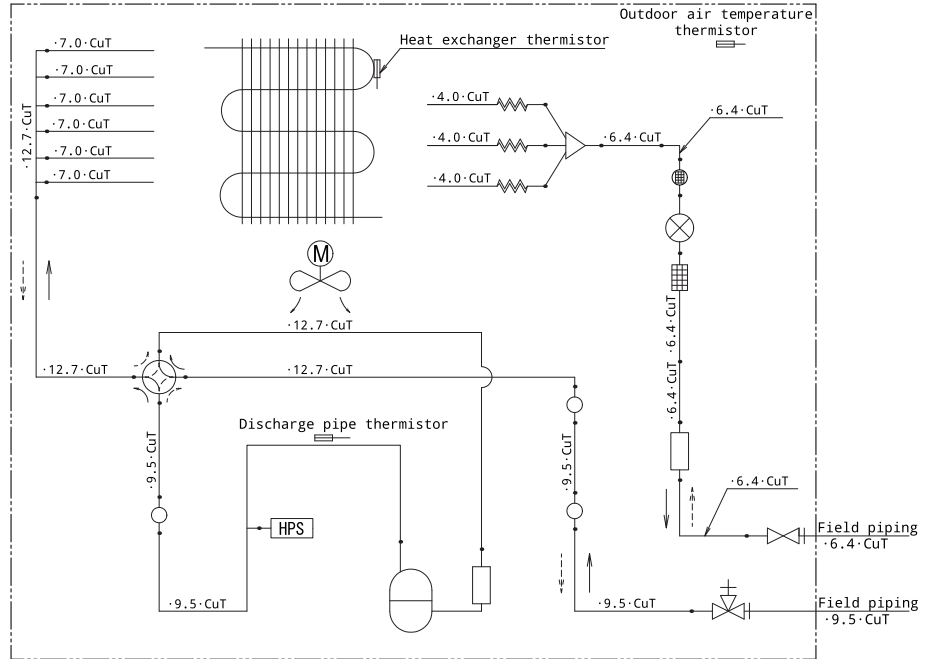 Outdoor air temperature
thermistor
·7.0·CuT
Heat exchanger thermistor
·7.0·CuT
·7.0·CuT
·7.0·CuT
·7.0·CuT
·7.0·CuT
·12.7·CuT
·4.0·CuT
·4.0·CuT
·4.0·CuT
·6.4·CuT
·6.4·CuT
M
·12.7·CuT
·6.4·CuT
·12.7·CuT
·12.7·CuT
·6.4·CuT
Discharge pipe thermistor
·9.5·CuT
·9.5·CuT
·6.4·CuT
HPS
Field piping
·6.4·CuT
·9.5·CuT
·9.5·CuT
Field piping
·9.5·CuT